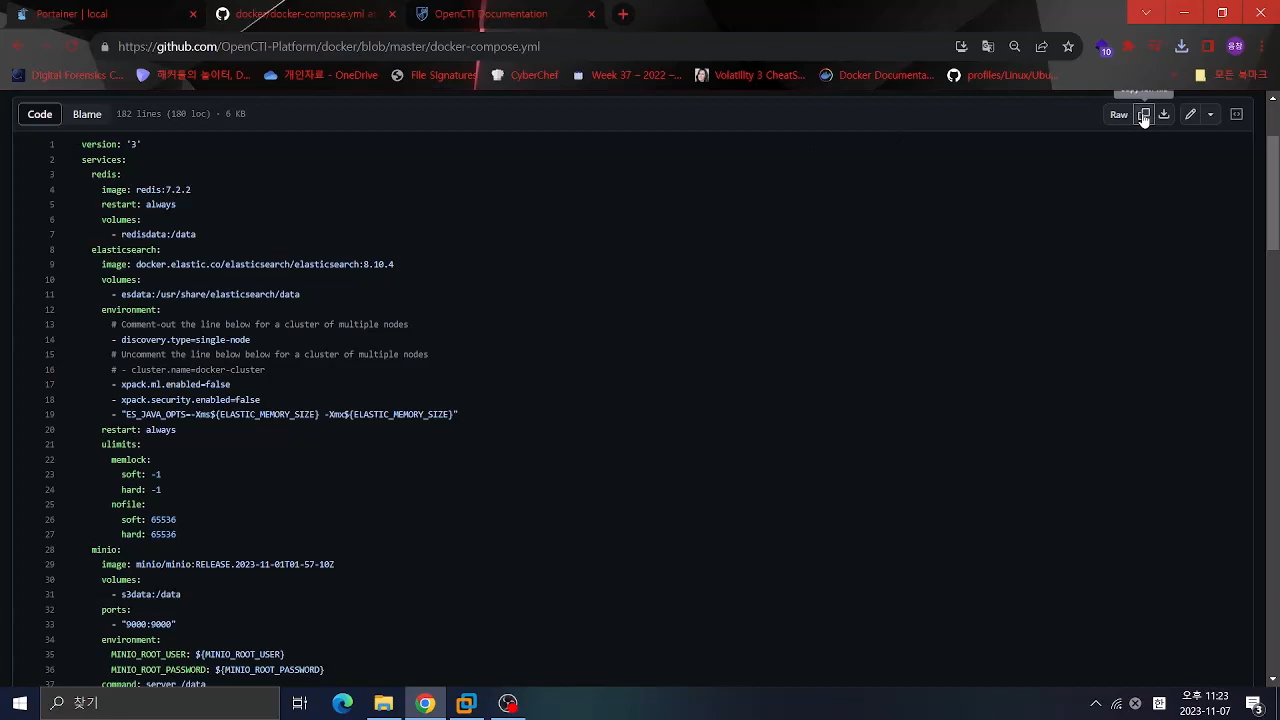 Portainer | local
docker/docker-compose.yml a
OpenCTI Documentation
https://github.com/OpenCTI-Platform/docker/blob/master/docker-compose.yml
10
음장
Digital Forensics C...
해커들의 놀이터, D...
개인자료 - OneDrive
File Signatures
CyberChef
Week 37 – 2022 –...
Volatility 3 CheatS...
Docker Documenta...
profiles/Linux/Ubu...
모든 북마크
Code
Blame
182 lines (180 loc) · 6 KB
Raw
1 version: '3'
2 services:
3 redis:
4 image: redis:7.2.2
5 restart: always
6 volumes:
7 - redisdata:/data
8 elasticsearch:
9 image: docker.elastic.co/elasticsearch/elasticsearch:8.10.4
10 volumes:
11 - esdata:/usr/share/elasticsearch/data
12 environment:
13 # Comment-out the line below for a cluster of multiple nodes
14 - discovery.type=single-node
15 # Uncomment the line below below for a cluster of multiple nodes
16 # - cluster.name=docker-cluster
17 - xpack.ml.enabled=false
18 - xpack.security.enabled=false
19 - "ES_JAVA_OPTS=-Xms${ELASTIC_MEMORY_SIZE} -Xmx${ELASTIC_MEMORY_SIZE}"
20 restart: always
21 ulimits:
22 memlock:
23 soft: -1
24 hard: -1
25 nofile:
26 soft: 65536
27 hard: 65536
28 minio:
29 image: minio/minio:RELEASE.2023-11-01T01-57-10Z
30 volumes:
31 - s3data:/data
32 ports:
33 - "9000:9000"
34 environment:
35 MINIO_ROOT_USER: ${MINIO_ROOT_USER}
36 MINIO_ROOT_PASSWORD: ${MINIO_ROOT_PASSWORD}
37 command: server /data
찾기
한
오후 11:23
2023-11-07
3